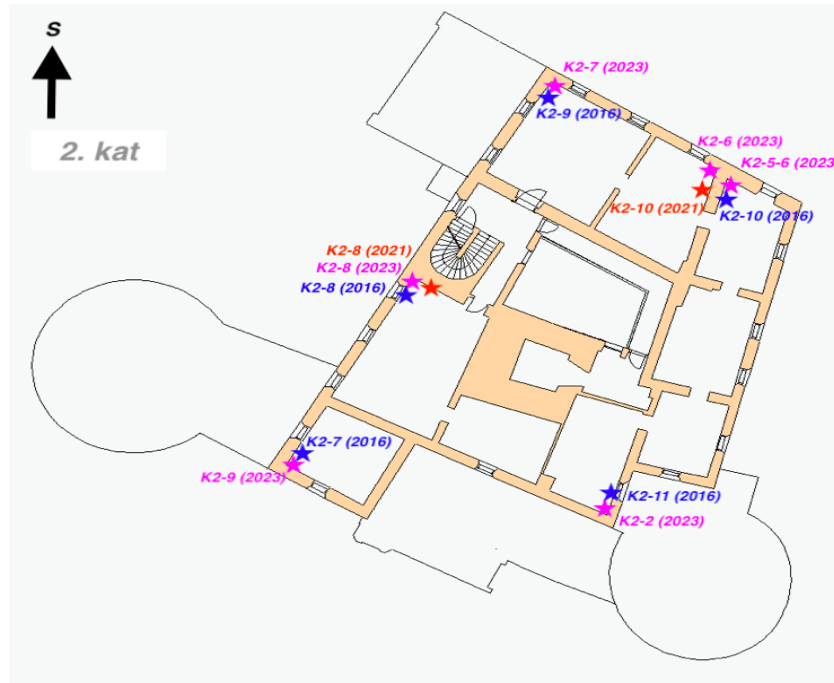 S
2. kat
K2-7 (2023)
K2-9 (2016)
K2-6 (2023)
K2-5-6 (2023
K2-10 (2021)
K2-10 (2016)
K2-8 (2021)
K2-8 (2023)
K2-8 (2016)
K2-7 (2016)
K2-9 (2023)
K2-11 (2016)
K2-2 (2023)